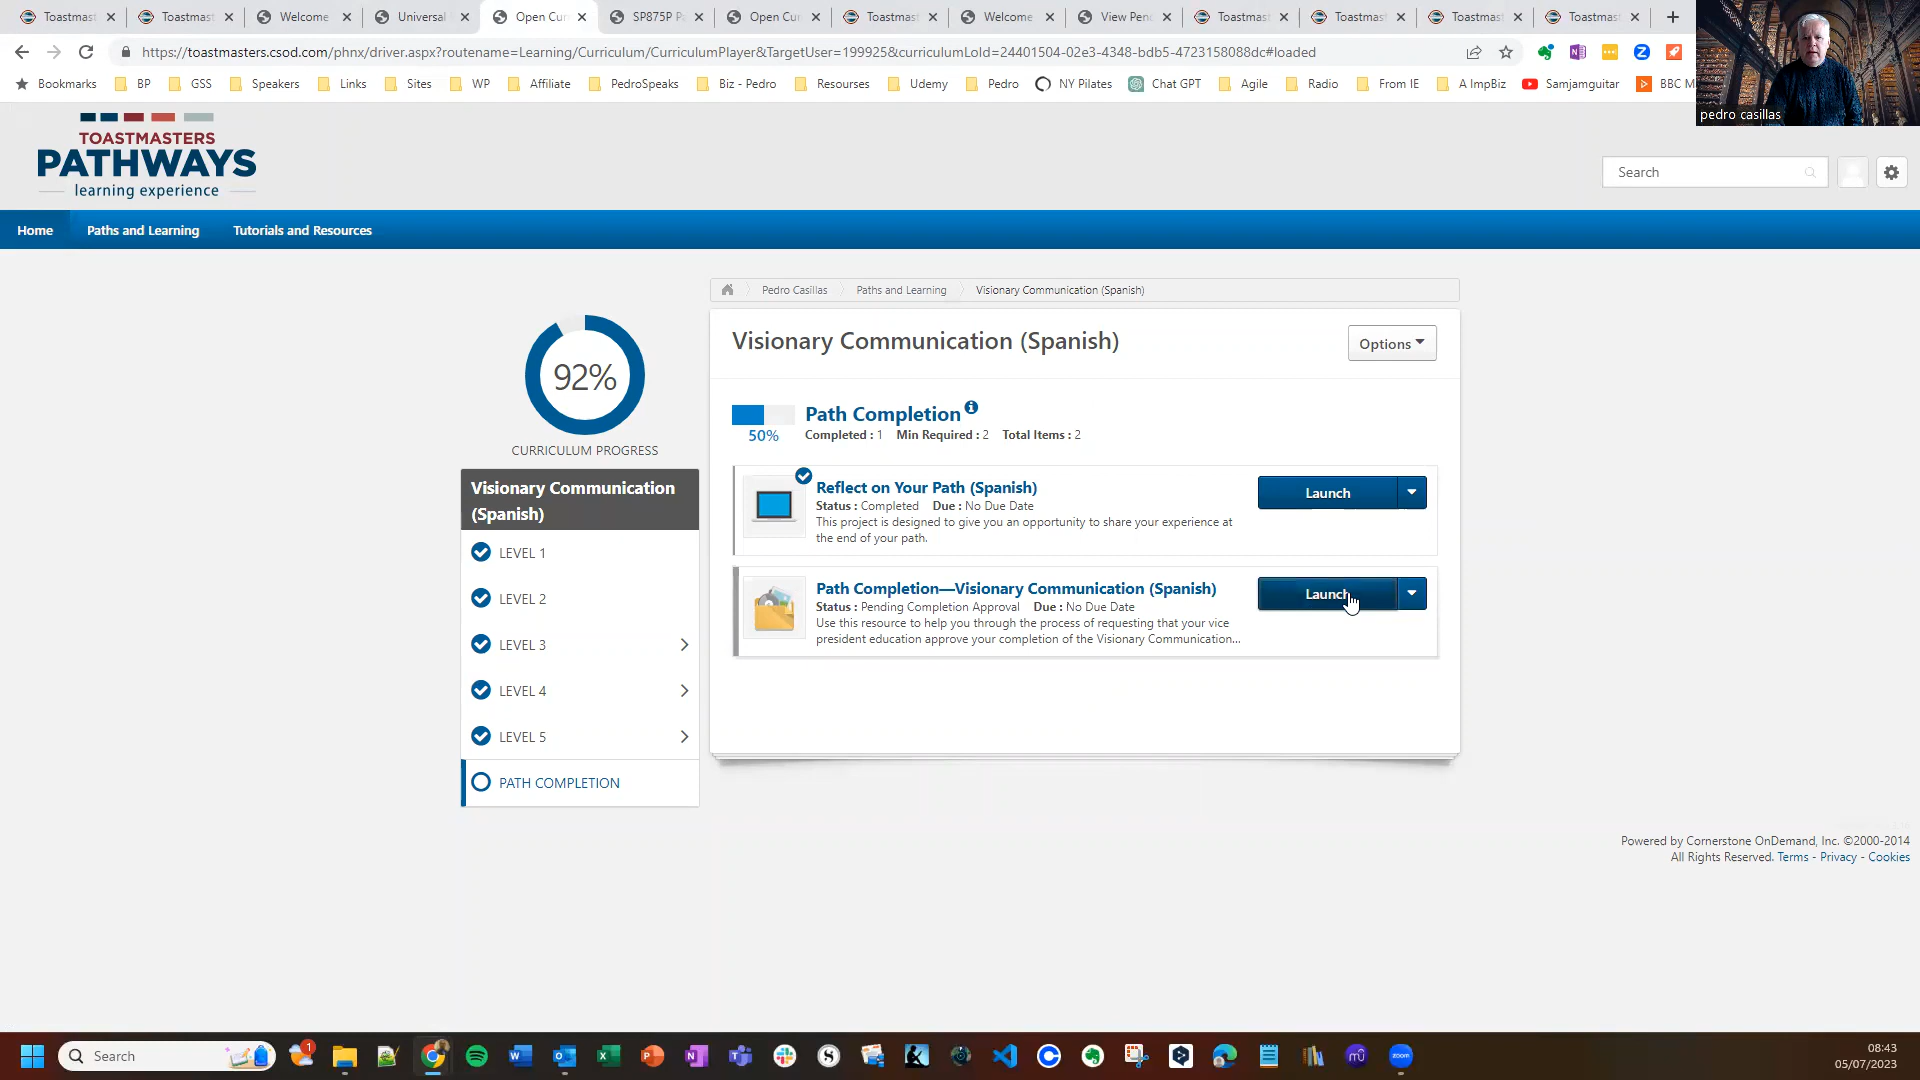 Toastmast
Toastmast
Welcome
Universal
Open Cur
SP875P P
Open Cur
Toastmast
Welcome
View Pen
Toastmast
Toastmast
Toastmast
Toastmast
https://toastmasters.csod.com/phnx/driver.aspx?routename=Learning/Curriculum/CurriculumPlayer&TargetUser=199925&curriculumLoId=24401504-02e3-4348-bdb5-4723158088dc#loaded
Bookmarks BP GSS Speakers Links Sites WP Affiliate PedroSpeaks Biz - Pedro Resources Udemy Pedro NY Pilates Chat GPT Agile Radio From IE A ImpBiz Samjamguitar BBC M
pedro casillas
TOASTMASTERS
PATHWAYS
learning experience
Search
Home Paths and Learning Tutorials and Resources
Pedro Casillas Paths and Learning Visionary Communication (Spanish)
92%
CURRICULUM PROGRESS
Visionary Communication
(Spanish)
LEVEL 1
LEVEL 2
LEVEL 3
LEVEL 4
LEVEL 5
PATH COMPLETION
Visionary Communication (Spanish)
Options
Path Completion
50%
Completed : 1 Min Required : 2 Total Items : 2
Reflect on Your Path (Spanish)
Status : Completed Due : No Due Date
This project is designed to give you an opportunity to share your experience at
the end of your path.
Launch
Path Completion—Visionary Communication (Spanish)
Status : Pending Completion Approval Due : No Due Date
Use this resource to help you through the process of requesting that your vice
president education approve your completion of the Visionary Communication...
Launch
Powered by Cornerstone OnDemand, Inc. ©2000-2014
All Rights Reserved. Terms - Privacy - Cookies
Search
1
zoom
08:43
05/07/2023